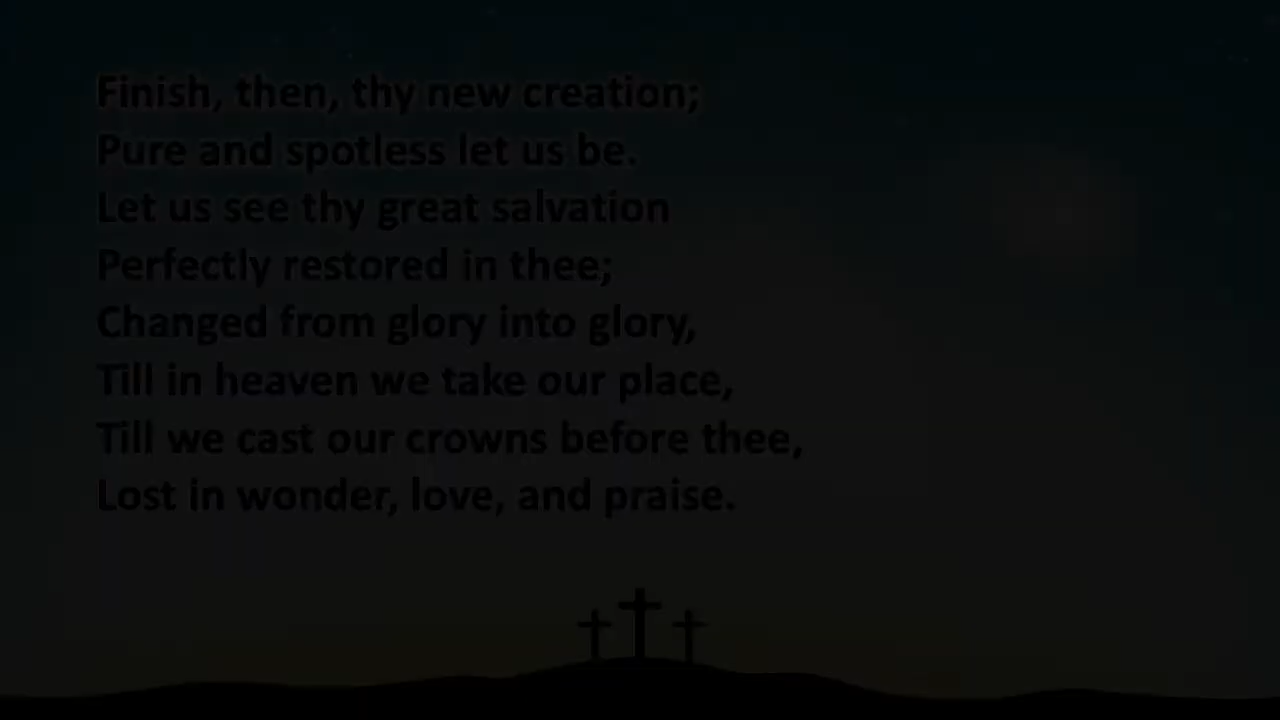 Finish, then, thy new creation;
Pure and spotless let us be.
Let us see thy great salvation
Perfectly restored in thee;
Changed from glory into glory,
Till in heaven we take our place,
Till we cast our crowns before thee,
Lost in wonder, love, and praise.